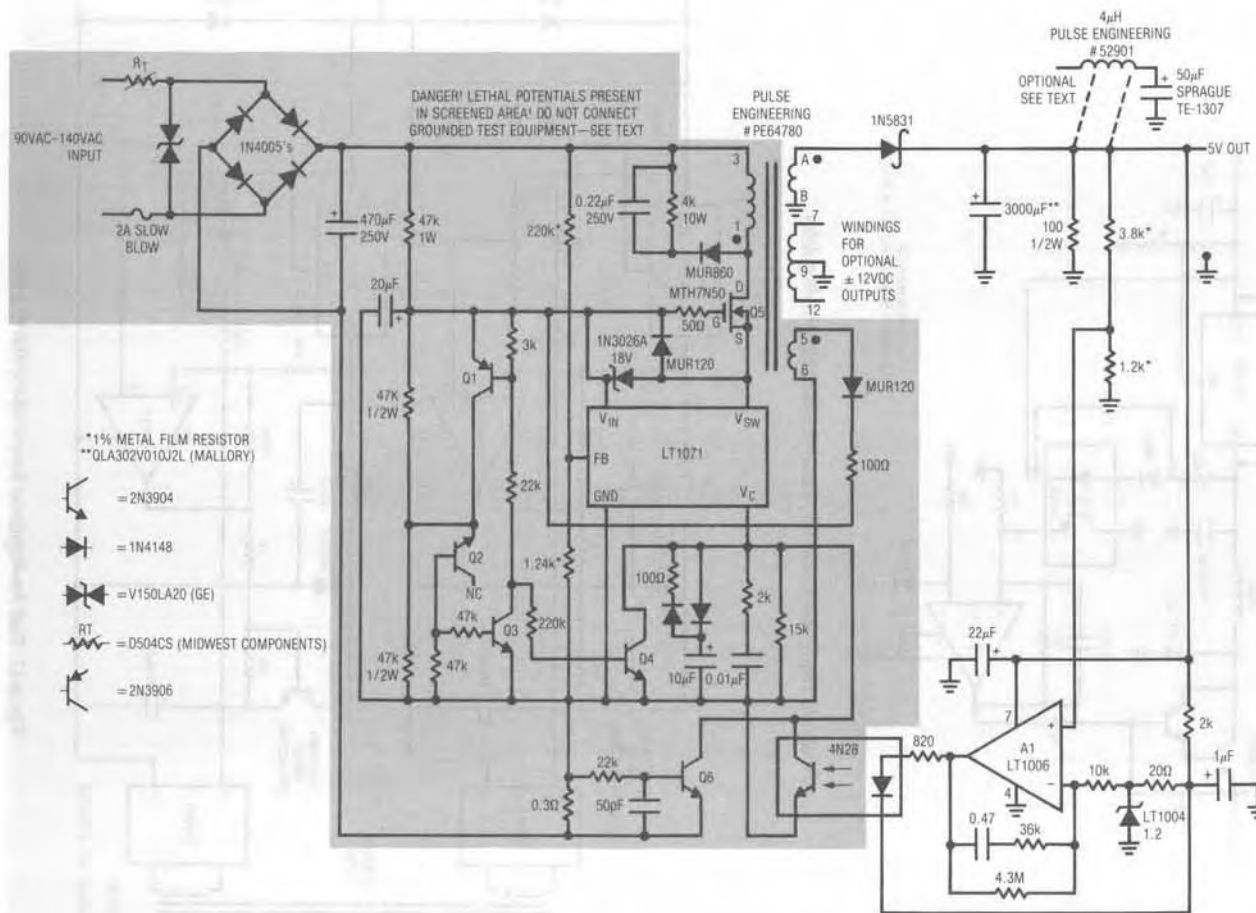 4µH
PULSE ENGINEERING
#52901
OPTIONAL
SEE TEXT
50µF
SPRAGUE
TE-1307
+
RT
90VAC–140VAC
INPUT
1N4005's
2A SLOW
BLOW
DANGER! LETHAL POTENTIALS PRESENT
IN SCREENED AREA! DO NOT CONNECT
GROUNDED TEST EQUIPMENT—SEE TEXT
PULSE
ENGINEERING
#PE64780
1N5831
5V OUT
+
470µF
250V
47k
1W
220k*
0.22µF
250V
4k
10W
3
1
MUR860
A
B
7
9
12
WINDINGS
FOR
OPTIONAL
±12VDC
OUTPUTS
+
3000µF**
100
1/2W
3.8k*
1.2k*
20µF
+
3k
Q1
47K
1/2W
MTH7N50
50Ω
D
G
S
Q5
1N3026A
18V
MUR120
5
6
MUR120
100Ω
VIN
VSW
LT1071
FB
GND
VC
22k
1.24k*
Q2
NC
47k
Q3
220k
47k
1/2W
47k
100Ω
Q4
+
10µF
2k
0.01µF
15k
*1% METAL FILM RESISTOR
**QLA302V010J2L (MALLORY)
=2N3904
=1N4148
=V150LA20 (GE)
RT
=D504CS (MIDWEST COMPONENTS)
=2N3906
22k
0.3Ω
50pF
Q6
4N28
820
22µF
+
7
A1
LT1006
4
+
−
2k
10k
20Ω
1µF
+
LT1004
1.2
0.47
36k
4.3M